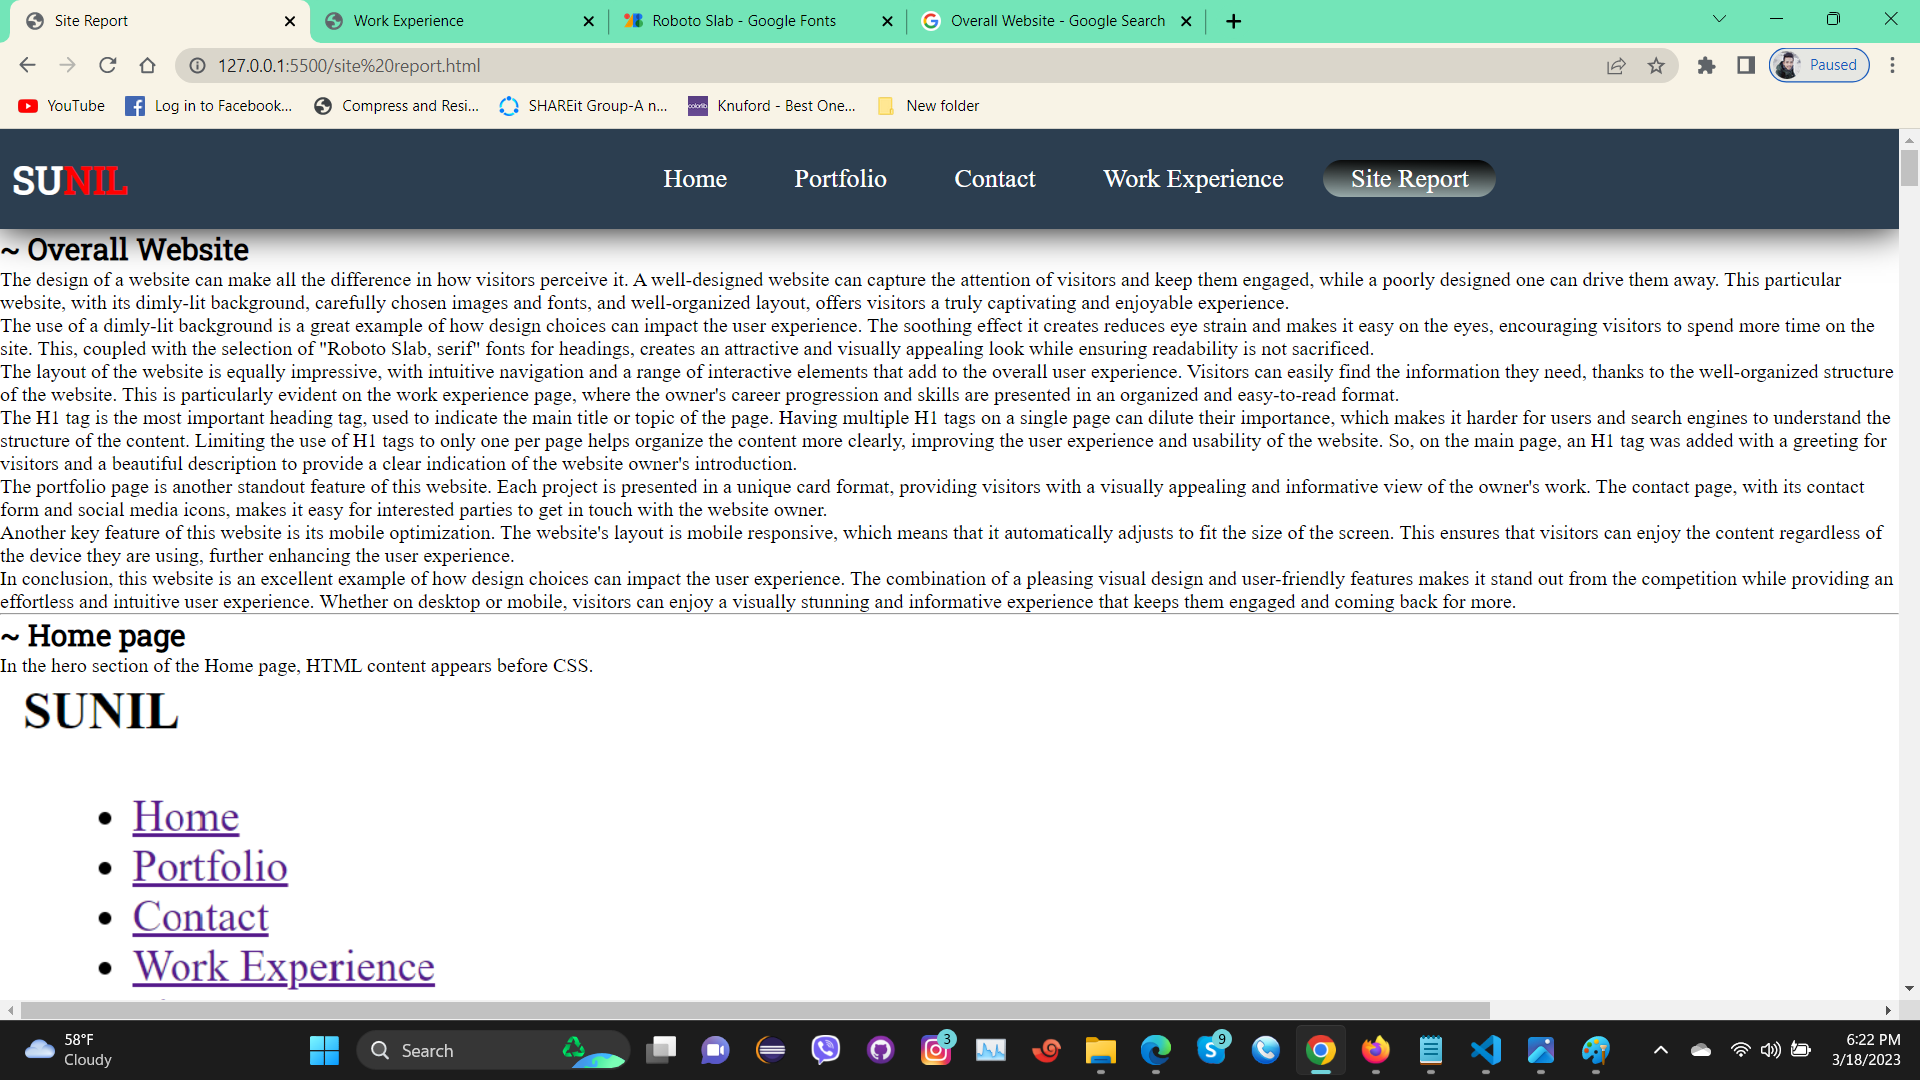 Site Report
Work Experience
Roboto Slab - Google Fonts
Overall Website - Google Search
127.0.0.1:5500/site%20report.html
Paused
YouTube
Log in to Facebook...
Compress and Resi...
SHAREit Group-A n...
colorlib.
Knuford - Best One...
New folder
SUNIL
Home
Portfolio
Contact
Work Experience
Site Report
~ Overall Website
The design of a website can make all the difference in how visitors perceive it. A well-designed website can capture the attention of visitors and keep them engaged, while a poorly designed one can drive them away. This particular
website, with its dimly-lit background, carefully chosen images and fonts, and well-organized layout, offers visitors a truly captivating and enjoyable experience.
The use of a dimly-lit background is a great example of how design choices can impact the user experience. The soothing effect it creates reduces eye strain and makes it easy on the eyes, encouraging visitors to spend more time on the
site. This, coupled with the selection of "Roboto Slab, serif" fonts for headings, creates an attractive and visually appealing look while ensuring readability is not sacrificed.
The layout of the website is equally impressive, with intuitive navigation and a range of interactive elements that add to the overall user experience. Visitors can easily find the information they need, thanks to the well-organized structure
of the website. This is particularly evident on the work experience page, where the owner's career progression and skills are presented in an organized and easy-to-read format.
The H1 tag is the most important heading tag, used to indicate the main title or topic of the page. Having multiple H1 tags on a single page can dilute their importance, which makes it harder for users and search engines to understand the
structure of the content. Limiting the use of H1 tags to only one per page helps organize the content more clearly, improving the user experience and usability of the website. So, on the main page, an H1 tag was added with a greeting for
visitors and a beautiful description to provide a clear indication of the website owner's introduction.
The portfolio page is another standout feature of this website. Each project is presented in a unique card format, providing visitors with a visually appealing and informative view of the owner's work. The contact page, with its contact
form and social media icons, makes it easy for interested parties to get in touch with the website owner.
Another key feature of this website is its mobile optimization. The website's layout is mobile responsive, which means that it automatically adjusts to fit the size of the screen. This ensures that visitors can enjoy the content regardless of
the device they are using, further enhancing the user experience.
In conclusion, this website is an excellent example of how design choices can impact the user experience. The combination of a pleasing visual design and user-friendly features makes it stand out from the competition while providing an
effortless and intuitive user experience. Whether on desktop or mobile, visitors can enjoy a visually stunning and informative experience that keeps them engaged and coming back for more.
~ Home page
In the hero section of the Home page, HTML content appears before CSS.
SUNIL
Home
Portfolio
Contact
Work Experience
58°F
Cloudy
Search
3
9
6:22 PM
3/18/2023